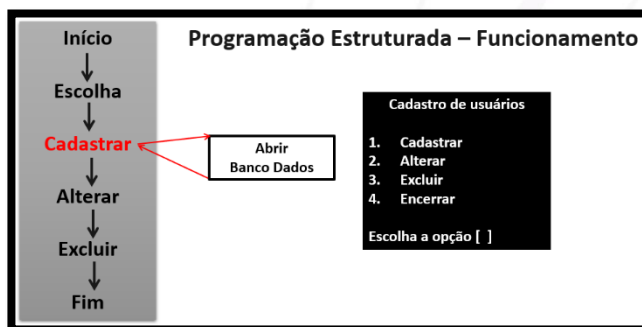 Programação Estruturada – Funcionamento
Início
Escolha
Cadastrar
Alterar
Excluir
Fim
Abrir
Banco Dados
Cadastro de usuários
1. Cadastrar
2. Alterar
3. Excluir
4. Encerrar
Escolha a opção [ ]